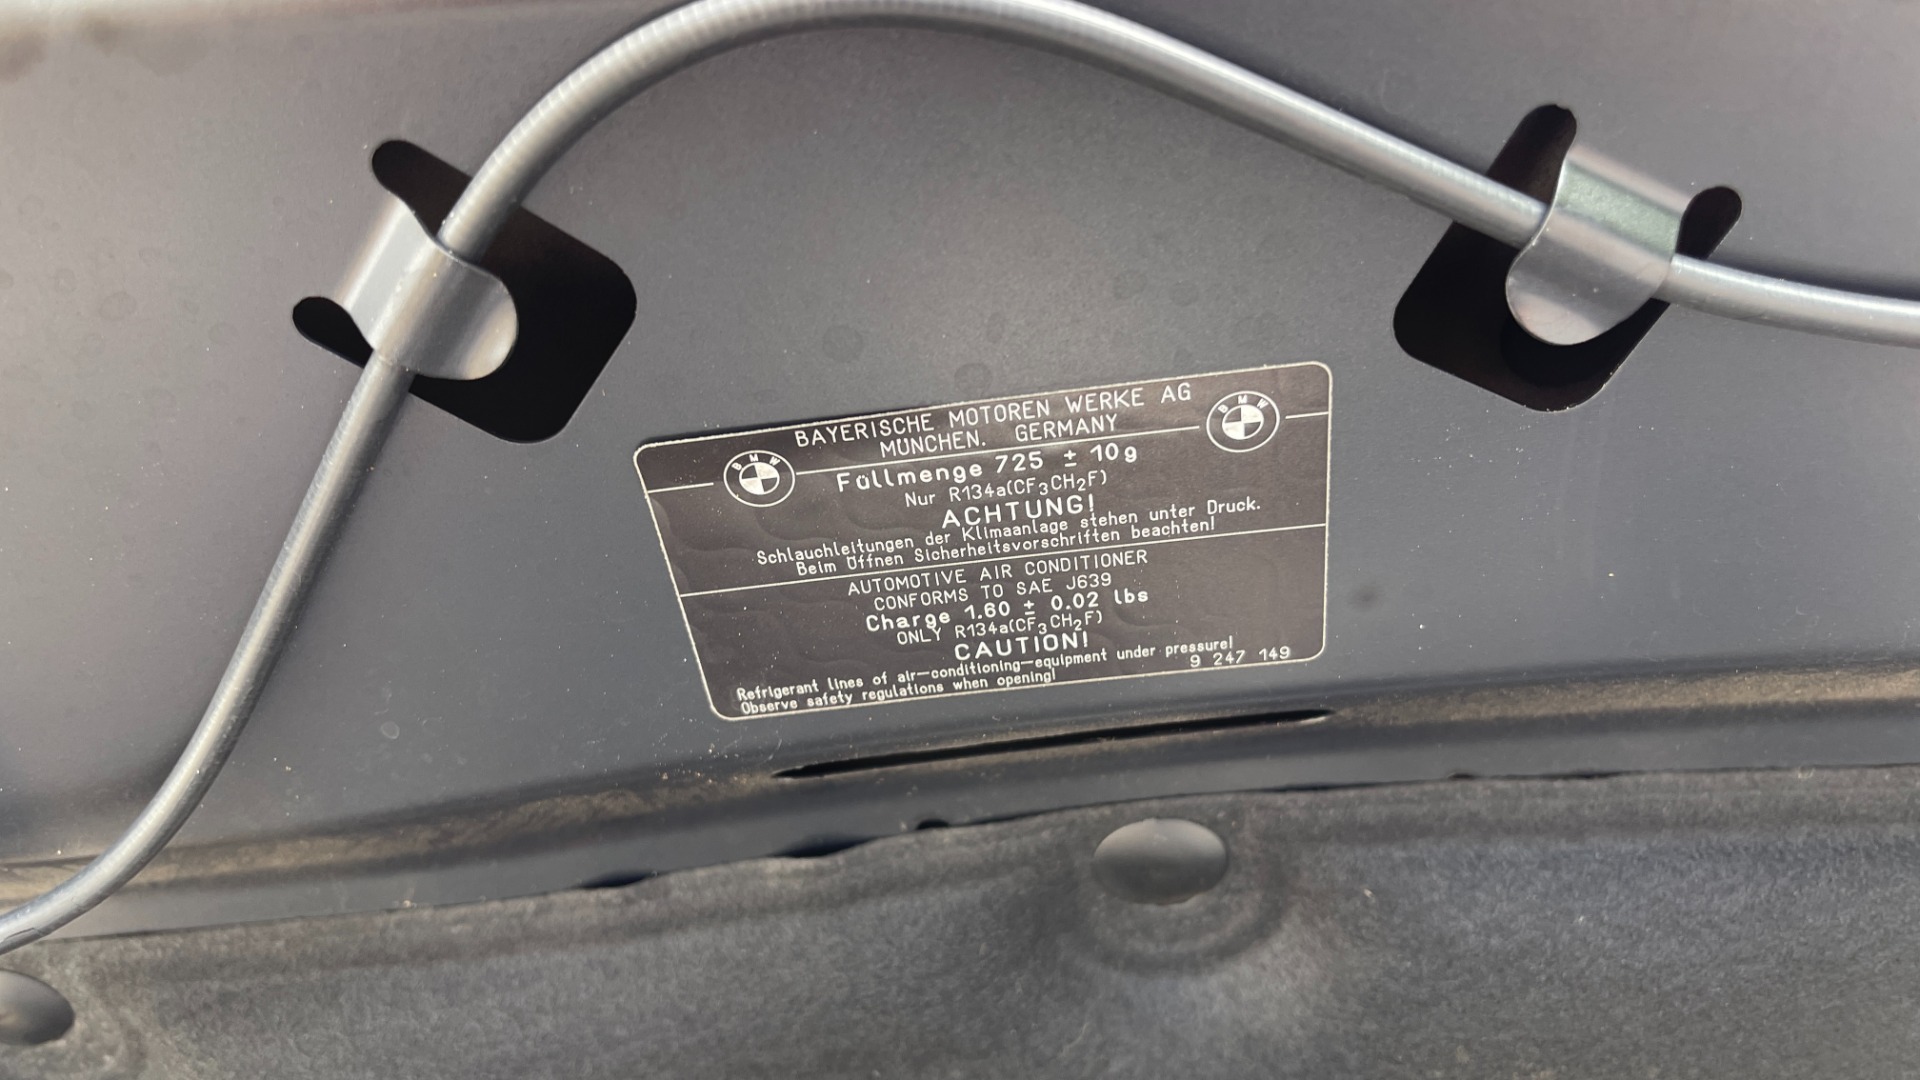 BAYERISCHE MOTOREN WERKE AG
MÜNCHEN. GERMANY
BMW
BMW
Füllmenge 725 ± 10g
Nur R134a(CF3CH2F)
ACHTUNG!
Schlauchleitungen der Klimaanlage stehen unter Druck.
Beim Öffnen Sicherheitsvorschriften beachten!
AUTOMOTIVE AIR CONDITIONER
CONFORMS TO SAE J639
Charge 1.60 ± 0.02 lbs
ONLY R134a(CF3CH2F)
CAUTION!
Refrigerant lines of air-conditioning-equipment under pressure!
Observe safety regulations when opening!
9 247 149